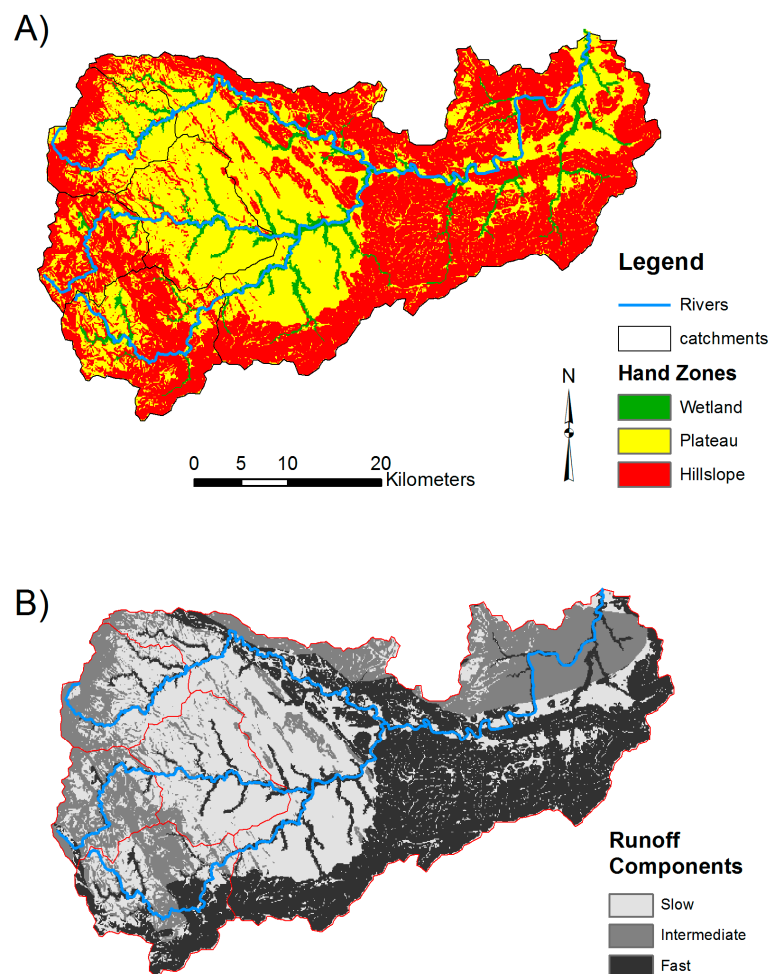 A)
Legend
Rivers
catchments
Hand Zones
Wetland
Plateau
Hillslope
N
0 5 10 20
Kilometers
B)
Runoff
Components
Slow
Intermediate
Fast